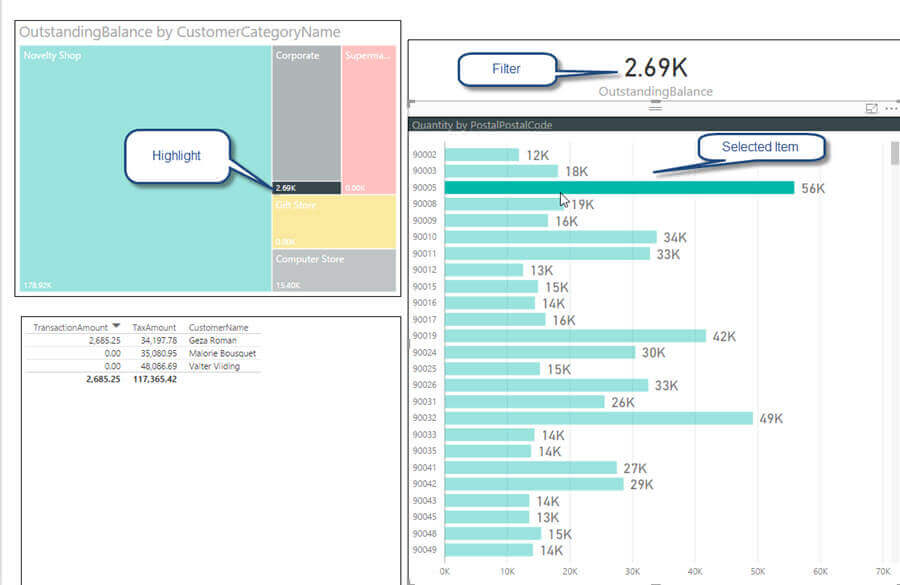 OutstandingBalance by CustomerCategoryName
Novelty Shop
Corporate
Superma...
Highlight
2.69K
0.00K
Gift Store
0.00K
Computer Store
178.92K
15.40K
TransactionAmount TaxAmount CustomerName
2,685.25 34,197.78 Geza Roman
0.00 35,080.95 Malorie Bousquet
0.00 48,086.69 Valter Viiding
2,685.25 117,365.42
Filter
2.69K
OutstandingBalance
Quantity by PostalPostalCode
Selected Item
90002 12K
90003 18K
90005 56K
90008 19K
90009 16K
90010 34K
90011 33K
90012 13K
90015 15K
90016 14K
90017 16K
90019 42K
90024 30K
90025 15K
90026 33K
90031 26K
90032 49K
90033 14K
90035 14K
90041 27K
90042 29K
90043 14K
90045 13K
90048 15K
90049 14K
0K 10K 20K 30K 40K 50K 60K 70K